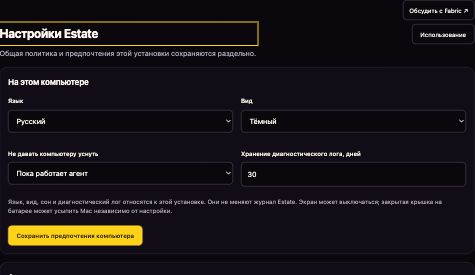 Обсудить с Fabric ↗
Настройки Estate
Использование
Общая политика и предпочтения этой установки сохраняются раздельно.
На этом компьютере
Язык
Вид
Русский
Тёмный
Не давать компьютеру уснуть
Хранение диагностического лога, дней
Пока работает агент
30
Язык, вид, сон и диагностический лог относятся к этой установке. Они не меняют журнал Estate. Экран может выключаться; закрытая крышка на
батарее может усыпить Mac независимо от настройки.
Сохранить предпочтения компьютера